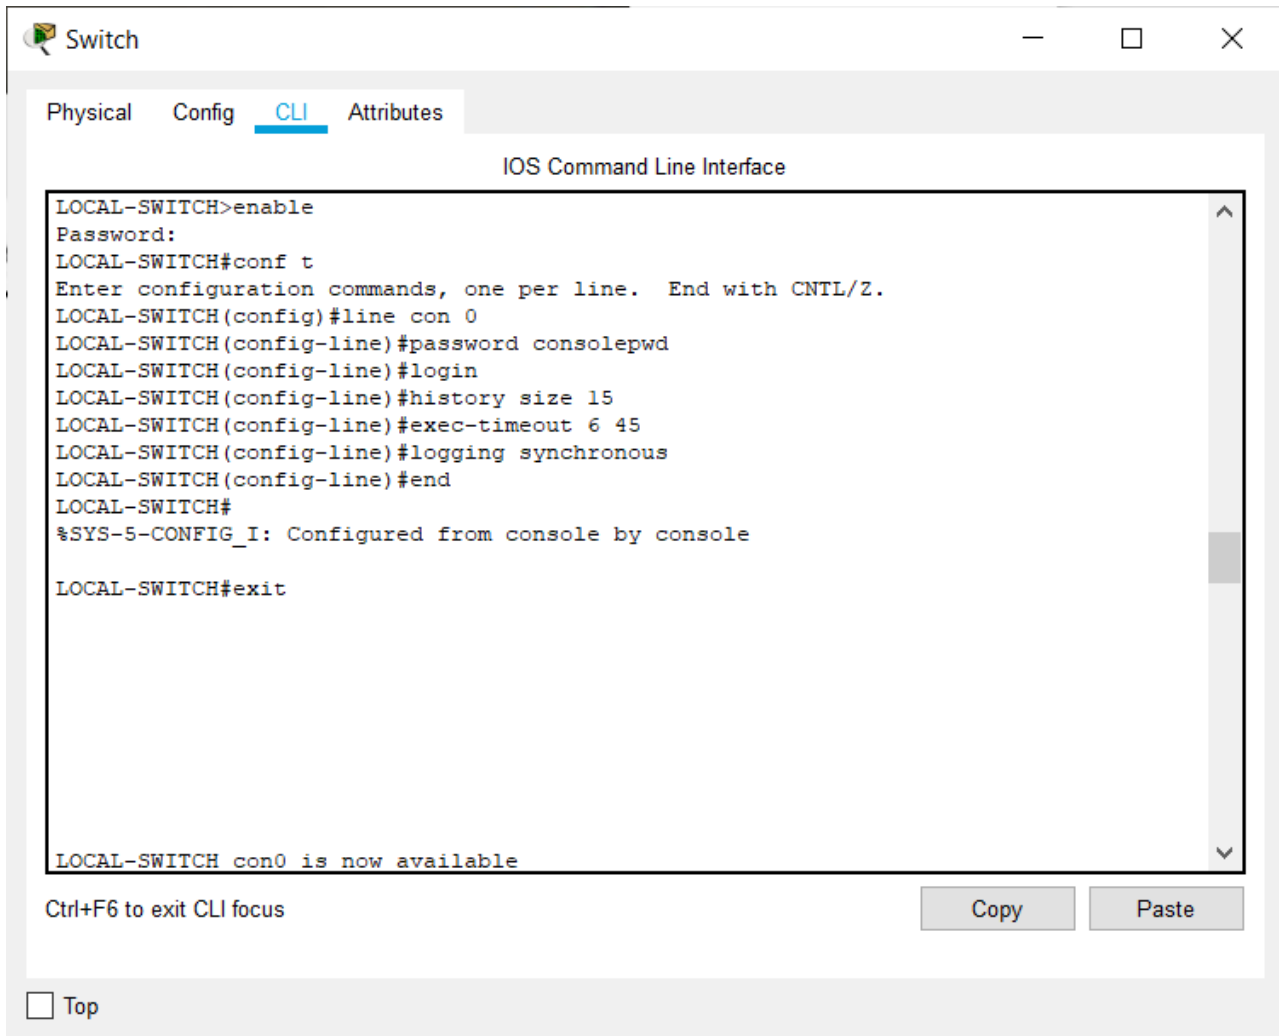 Switch
Physical Config CLI Attributes
IOS Command Line Interface
LOCAL-SWITCH>enable
Password:
LOCAL-SWITCH#conf t
Enter configuration commands, one per line.  End with CNTL/Z.
LOCAL-SWITCH(config)#line con 0
LOCAL-SWITCH(config-line)#password consolepwd
LOCAL-SWITCH(config-line)#login
LOCAL-SWITCH(config-line)#history size 15
LOCAL-SWITCH(config-line)#exec-timeout 6 45
LOCAL-SWITCH(config-line)#logging synchronous
LOCAL-SWITCH(config-line)#end
LOCAL-SWITCH#
%SYS-5-CONFIG_I: Configured from console by console
LOCAL-SWITCH#exit
LOCAL-SWITCH con0 is now available
Ctrl+F6 to exit CLI focus
Copy Paste
Top